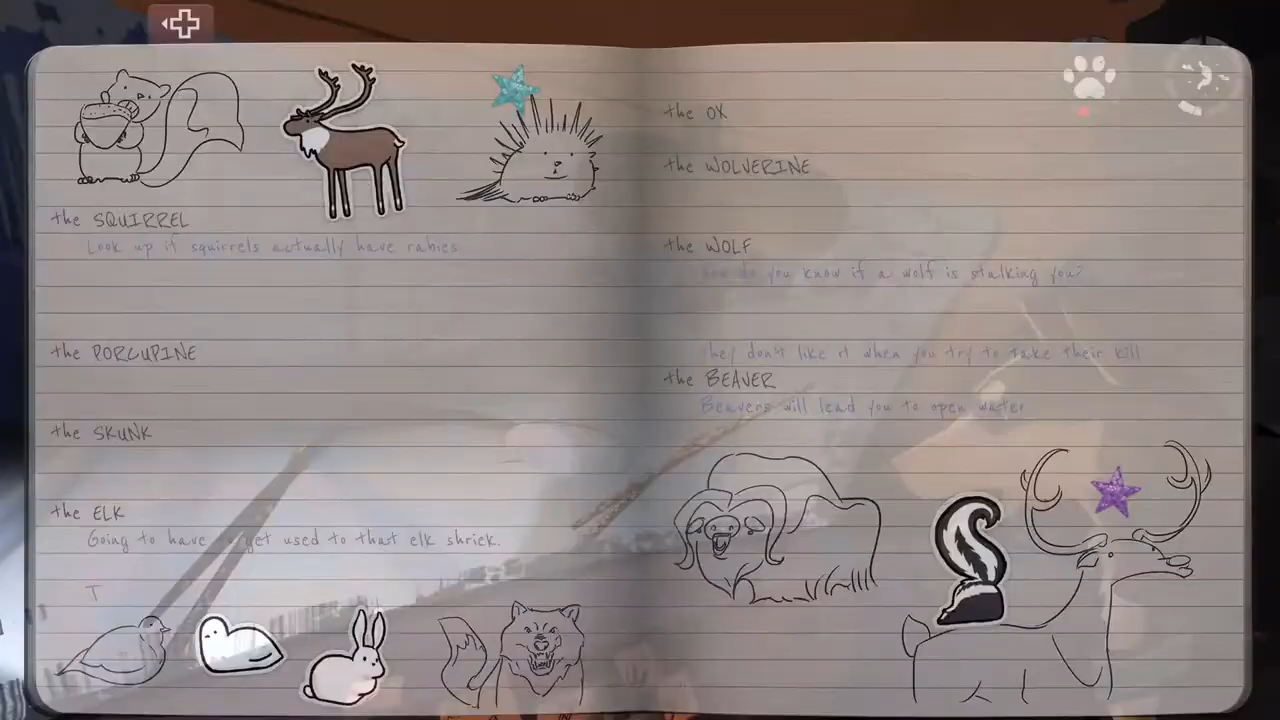 the SQUIRREL
Look up if squirrels actually have rabies
the PORCUPINE
the SKUNK
the ELK
Going to have to get used to that elk shrick.
T
the OX
the WOLVERINE
the WOLF
How do you know if a wolf is stalking you?
They don't like it when you try to take their kill
the BEAVER
Beavers will lead you to open water